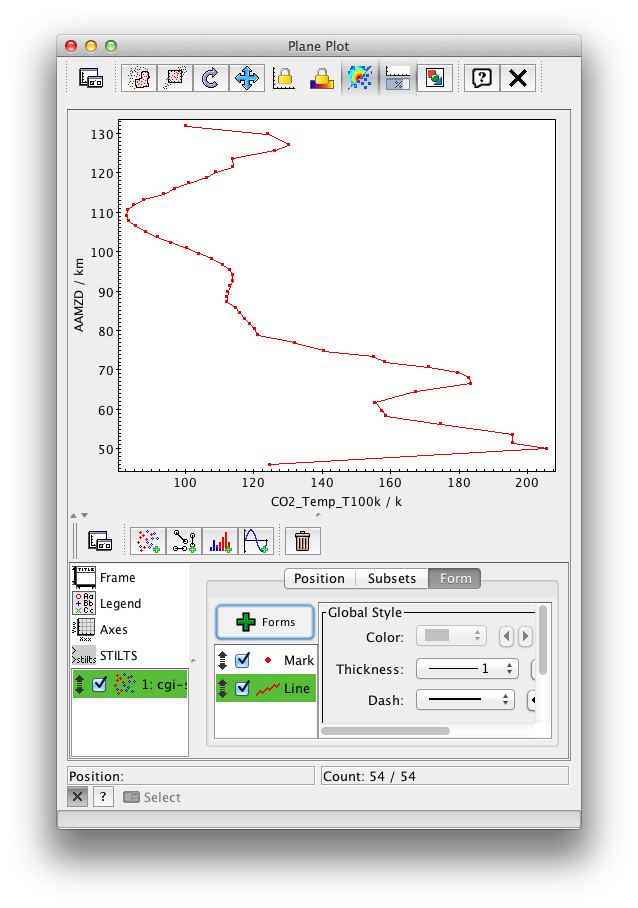 Plane Plot
130
120
110
100
90
80
70
60
50
AAMZD / km
100 120 140 160 180 200
CO2_Temp_T100k / k
Position Subsets Form
TITLE Frame
Aa
Bb
Cc Legend
xxx Axes
>stilts STILTS
1: cgi-s
Forms
Mark
Line
Global Style
Color:
Thickness: 1
Dash:
Position: Count: 54 / 54
Select